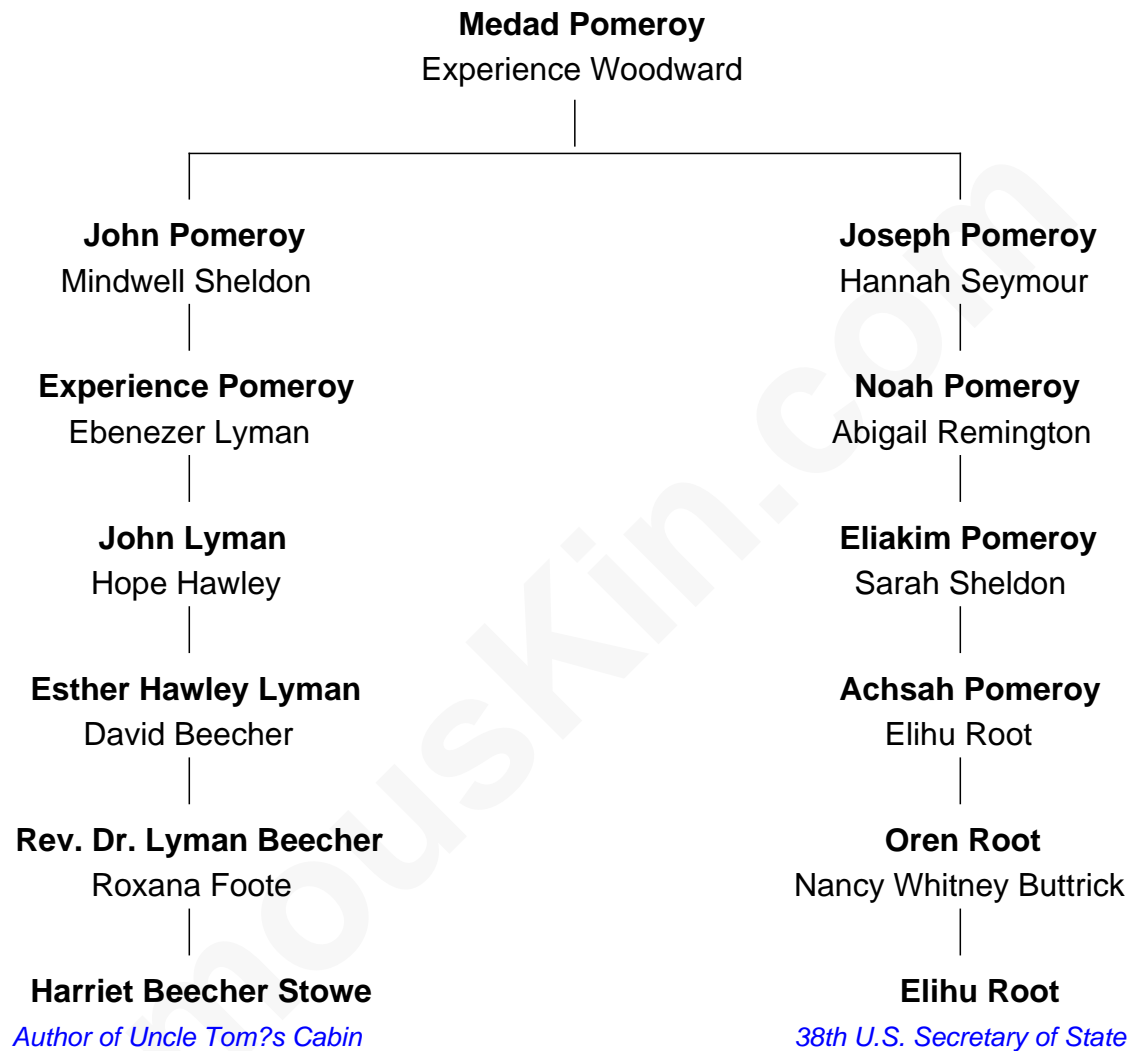 Medad Pomeroy
Experience Woodward
John Pomeroy
Mindwell Sheldon
Joseph Pomeroy
Hannah Seymour
Experience Pomeroy
Ebenezer Lyman
Noah Pomeroy
Abigail Remington
John Lyman
Hope Hawley
Eliakim Pomeroy
Sarah Sheldon
Esther Hawley Lyman
David Beecher
Achsah Pomeroy
Elihu Root
Rev. Dr. Lyman Beecher
Roxana Foote
Oren Root
Nancy Whitney Buttrick
Harriet Beecher Stowe
Author of Uncle Tom?s Cabin
Elihu Root
38th U.S. Secretary of State
mousKin.com